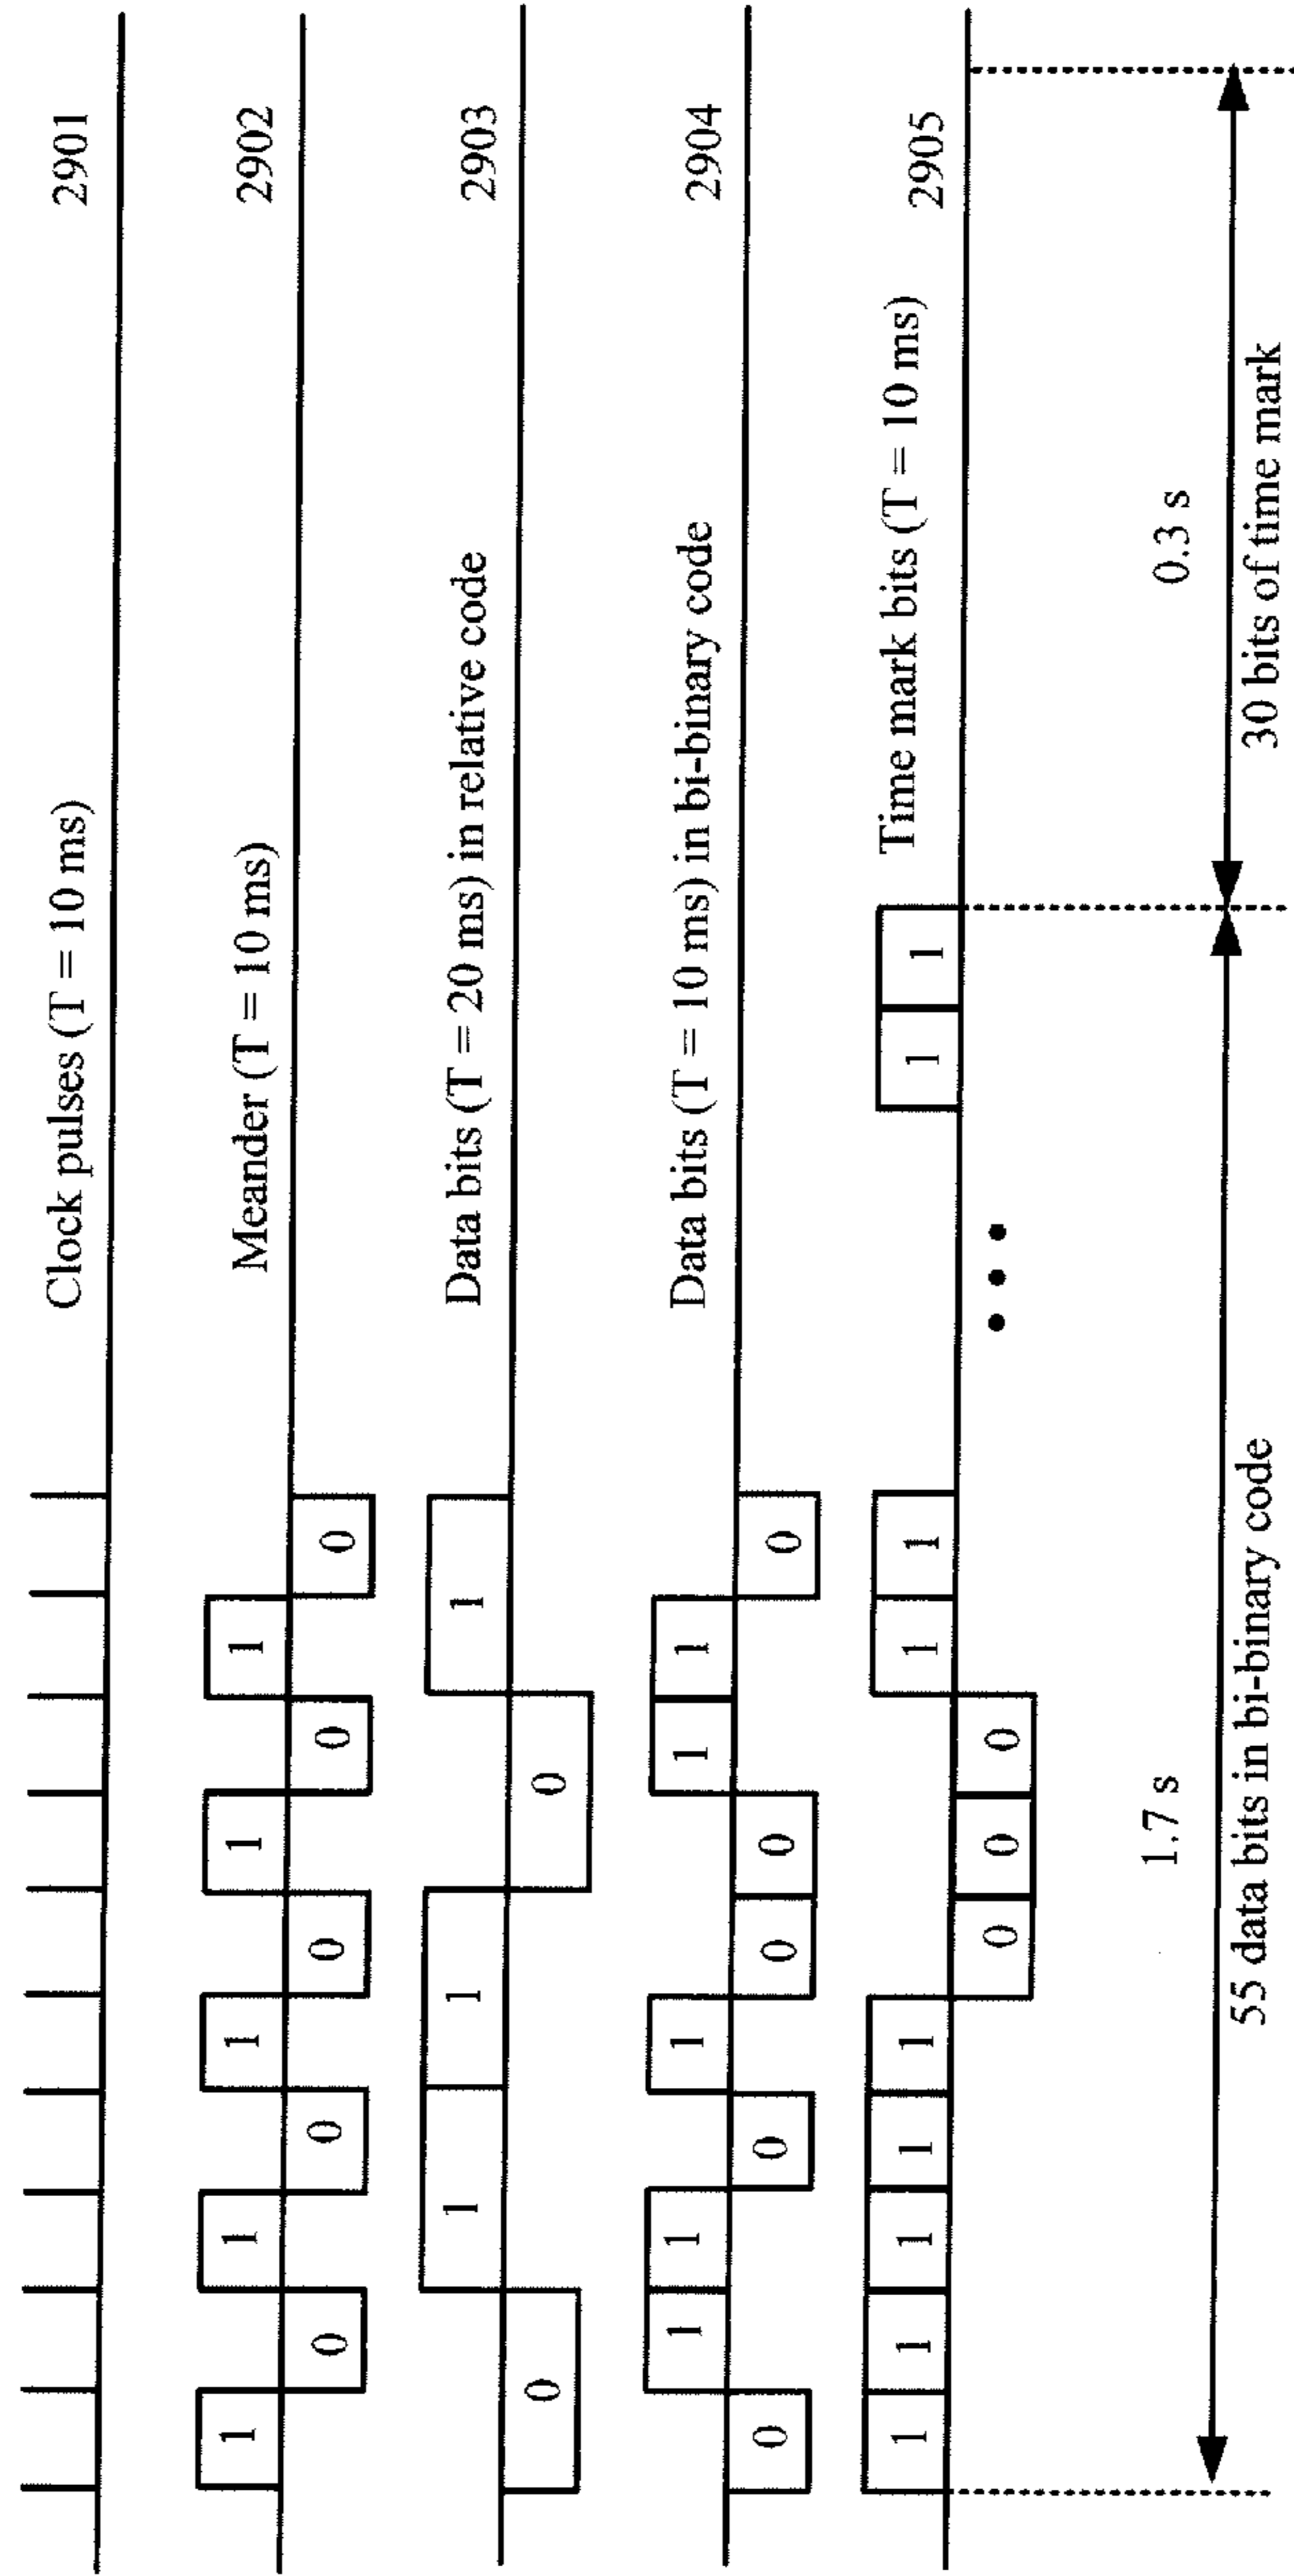 Clock pulses (T = 10 ms) 2901
Meander (T = 10 ms) 2902
1 0 1 0 1 0 1 0 1 0
Data bits (T = 20 ms) in relative code 2903
0 1 1 0 1
Data bits (T = 10 ms) in bi-binary code 2904
0 1 1 0 1 0 0 1 1 0
Time mark bits (T = 10 ms) 2905
1 1 1 1 1 0 0 0 1 1 ••• 1 1
1.7 s 0.3 s
55 data bits in bi-binary code 30 bits of time mark